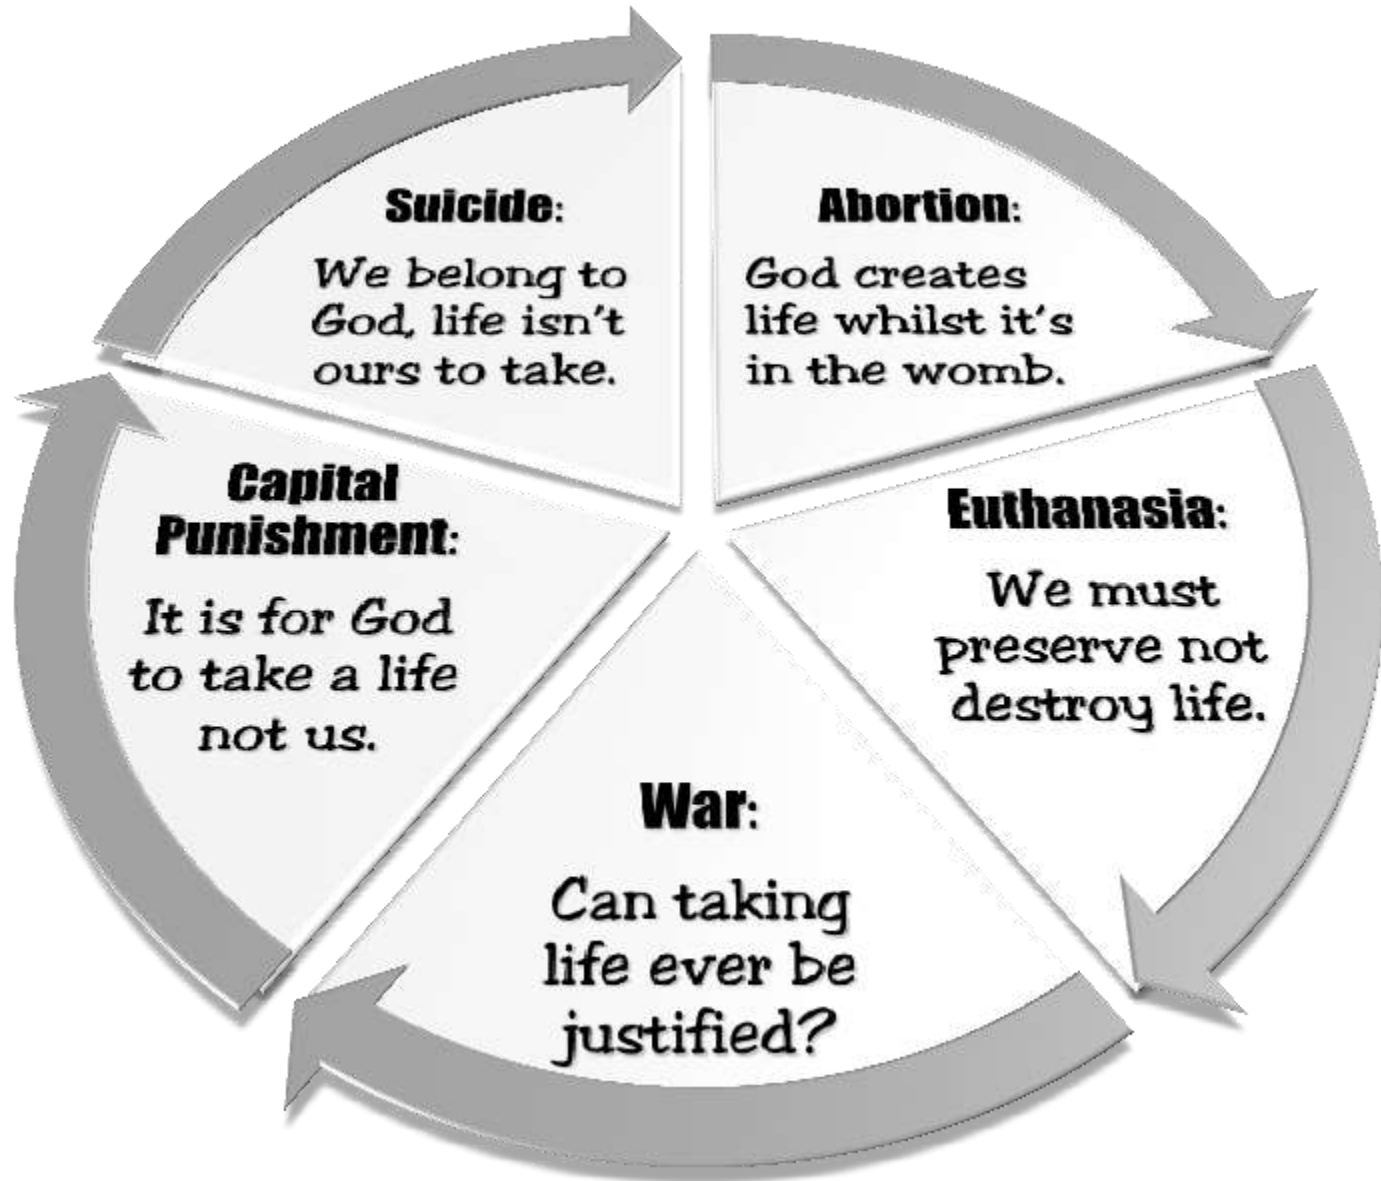 Suicide:
We belong to
God, life isn't
ours to take.
Abortion:
God creates
life whilst it's
in the womb.
Euthanasia:
We must
preserve not
destroy life.
War:
Can taking
life ever be
justified?
Capital
Punishment:
It is for God
to take a life
not us.